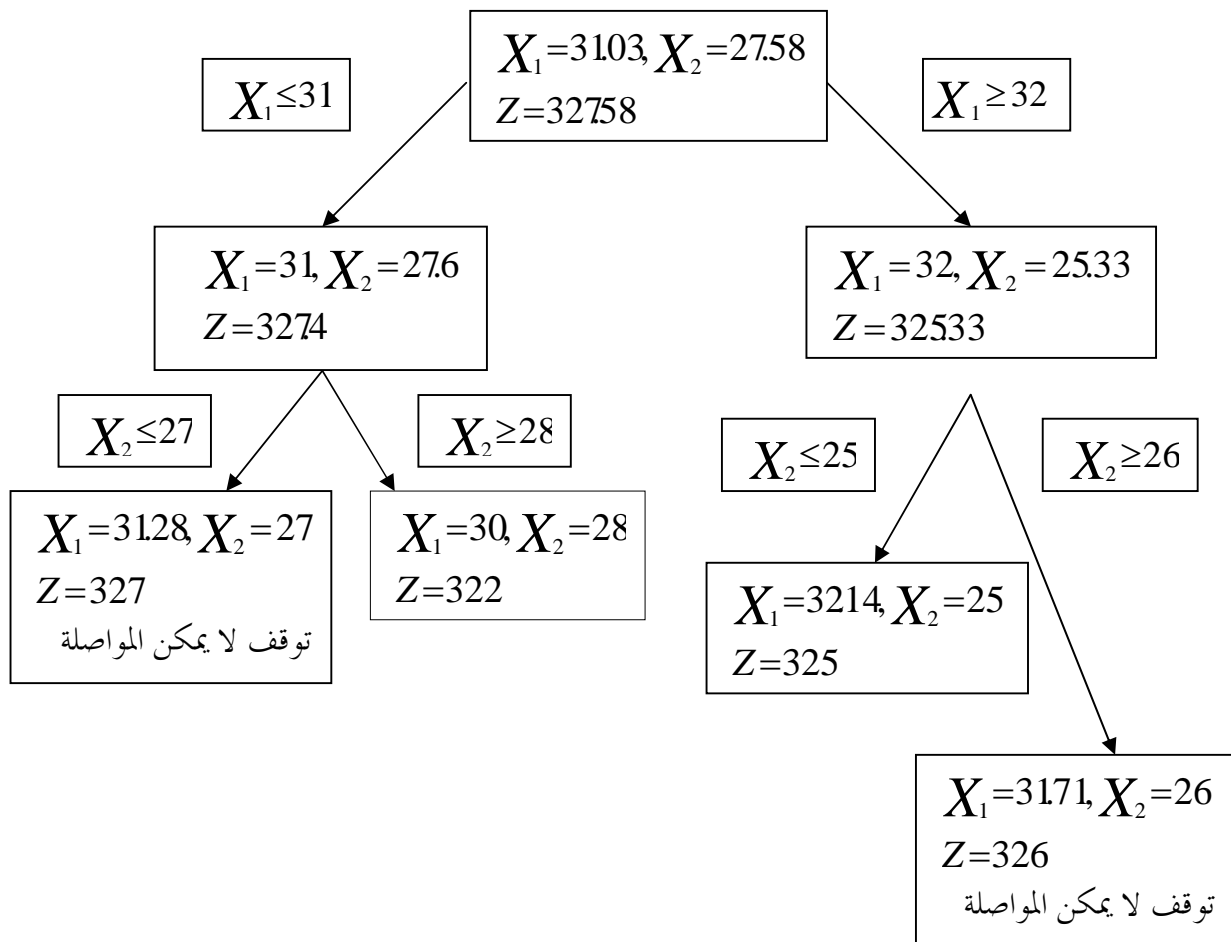 X₁=31.03, X₂=27.58
Z=327.58
X₁≤31
X₁≥32
X₁=31, X₂=27.6
Z=327.4
X₁=32, X₂=25.33
Z=325.33
X₂≤27
X₂≥28
X₂≤25
X₂≥26
X₁=31.28, X₂=27
Z=327
توقف لا يمكن المواصلة
X₁=30, X₂=28
Z=322
X₁=32.14, X₂=25
Z=325
X₁=31.71, X₂=26
Z=326
توقف لا يمكن المواصلة